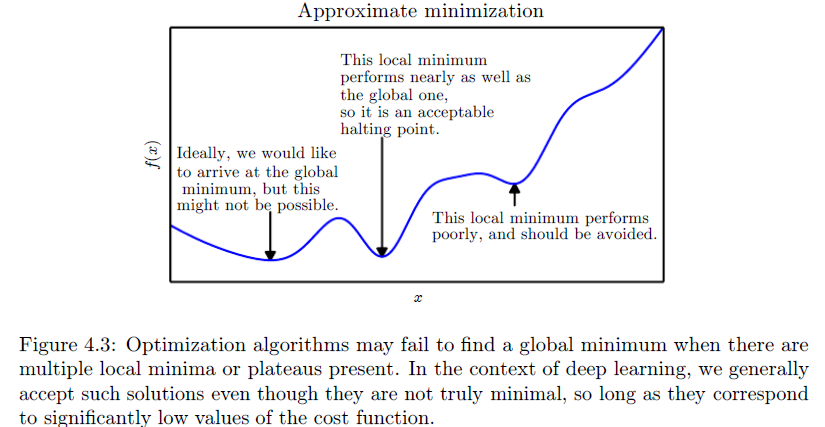 Approximate minimization
This local minimum
performs nearly as well as
the global one,
so it is an acceptable
halting point.
f(x)
Ideally, we would like
to arrive at the global
minimum, but this
might not be possible.
This local minimum performs
poorly, and should be avoided.
x
Figure 4.3: Optimization algorithms may fail to find a global minimum when there are
multiple local minima or plateaus present. In the context of deep learning, we generally
accept such solutions even though they are not truly minimal, so long as they correspond
to significantly low values of the cost function.